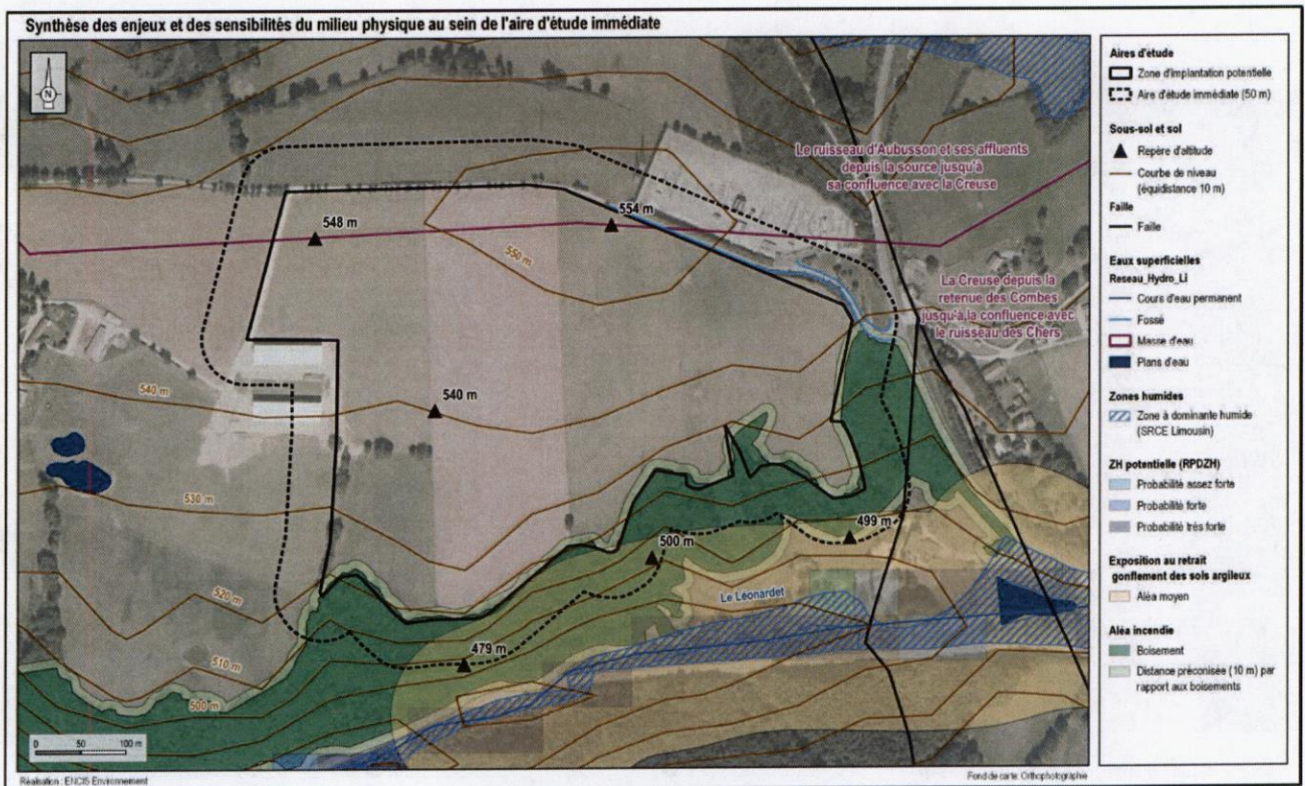 Synthèse des enjeux et des sensibilités du milieu physique au sein de l'aire d'étude immédiate
N
Le ruisseau d'Aubusson et ses affluents
depuis la source jusqu'à
sa confluence avec la Creuse
548 m
554 m
550 m
La Creuse depuis la
retenue des Combes
jusqu'à la confluence avec
le ruisseau des Chers
540 m
540 m
530 m
499 m
500 m
520 m
Le Léonardet
479 m
510 m
500 m
0 50 100 m
Réalisation : ENCIS Environnement
Fond de carte: Orthophotographie
Aires d'étude
Zone d'implantation potentielle
Aire d'étude immédiate (50 m)
Sous-sol et sol
Repère d'altitude
Courbe de niveau
(équidistance 10 m)
Faille
Faille
Eaux superficielles
Reseau_Hydro_Li
Cours d'eau permanent
Fossé
Masse d'eau
Plans d'eau
Zones humides
Zone à dominante humide
(SRCE Limousin)
ZH potentielle (RPDZH)
Probabilité assez forte
Probabilité forte
Probabilité très forte
Exposition au retrait
gonflement des sols argileux
Aléa moyen
Aléa incendie
Boisement
Distance préconisée (10 m) par
rapport aux boisements